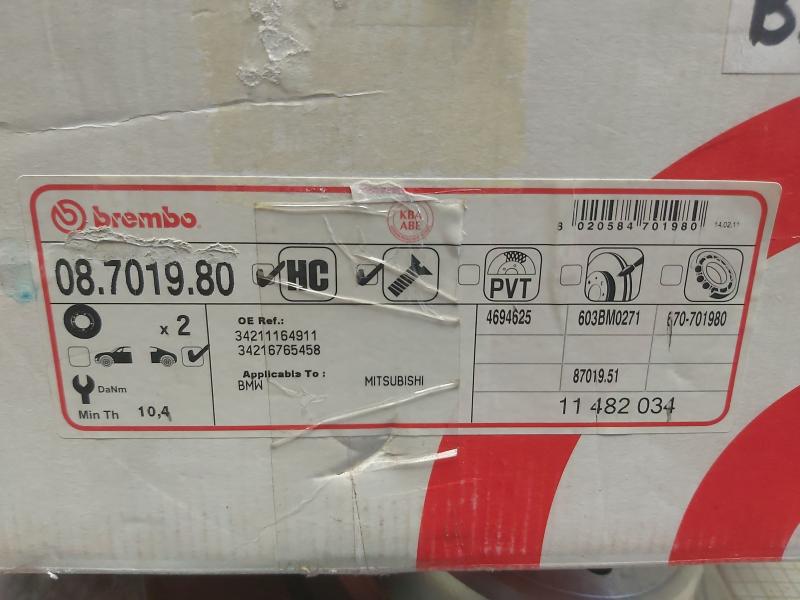 brembo
KBA
ABE
8 020584 701980
14.02.11
08.7019.80
HC
PVT
x 2
OE Ref.:
34211164911
34216765458
4694625
603BM0271
670-701980
DaNm
Applicable To :
BMW
MITSUBISHI
87019.51
Min Th 10,4
11 482 034